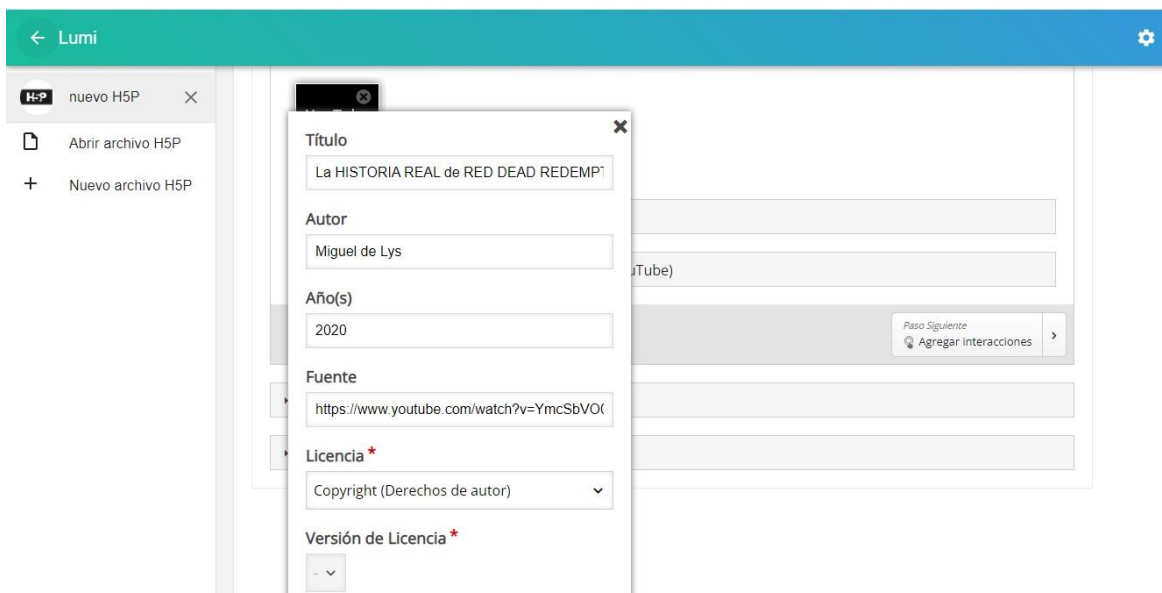 Lumi
H-P nuevo H5P
Abrir archivo H5P
Nuevo archivo H5P
Título
La HISTORIA REAL de RED DEAD REDEMPT
Autor
Miguel de Lys
uTube)
Año(s)
2020
Paso Siguiente
Agregar interacciones
Fuente
https://www.youtube.com/watch?v=YmcSbVO
Licencia *
Copyright (Derechos de autor)
Versión de Licencia *
-